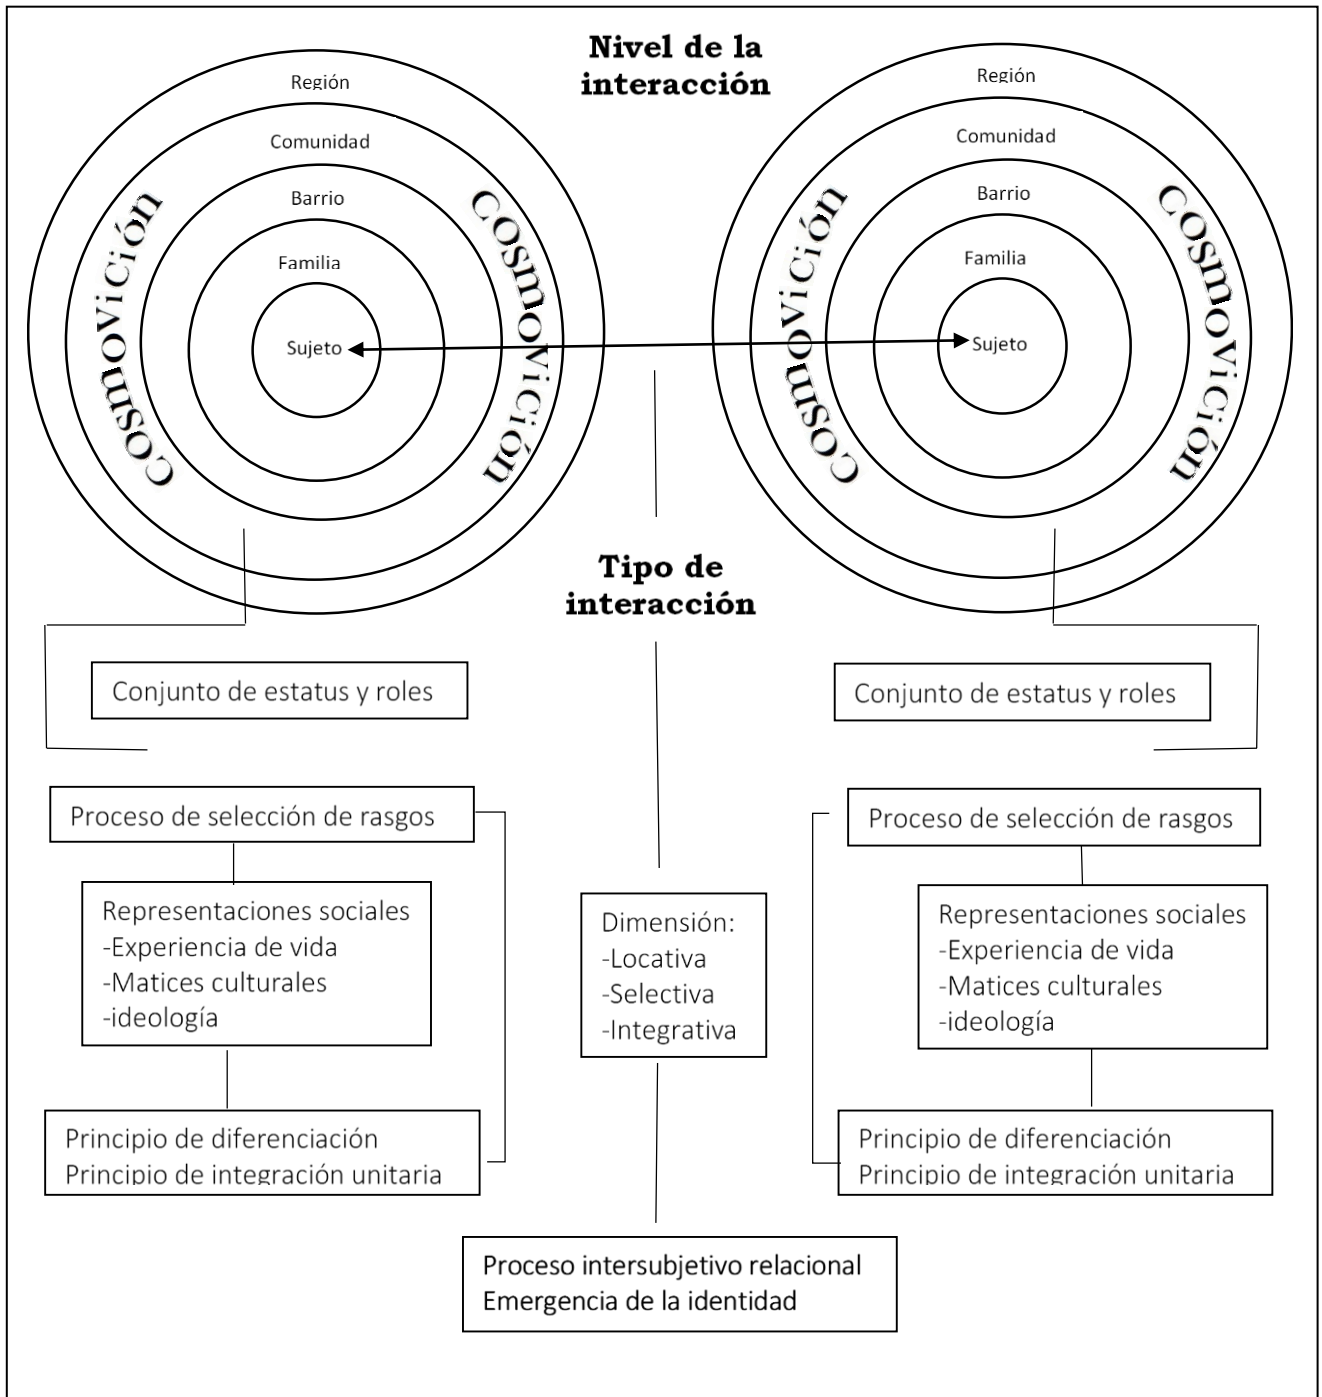 Nivel de la
interacción
Región
Comunidad
Barrio
Familia
Sujeto
CosmoviCión
CosmoviCión
Región
Comunidad
Barrio
Familia
Sujeto
CosmoviCión
CosmoviCión
Tipo de
interacción
Conjunto de estatus y roles
Conjunto de estatus y roles
Proceso de selección de rasgos
Representaciones sociales
-Experiencia de vida
-Matices culturales
-ideología
Principio de diferenciación
Principio de integración unitaria
Dimensión:
-Locativa
-Selectiva
-Integrativa
Proceso de selección de rasgos
Representaciones sociales
-Experiencia de vida
-Matices culturales
-ideología
Principio de diferenciación
Principio de integración unitaria
Proceso intersubjetivo relacional
Emergencia de la identidad